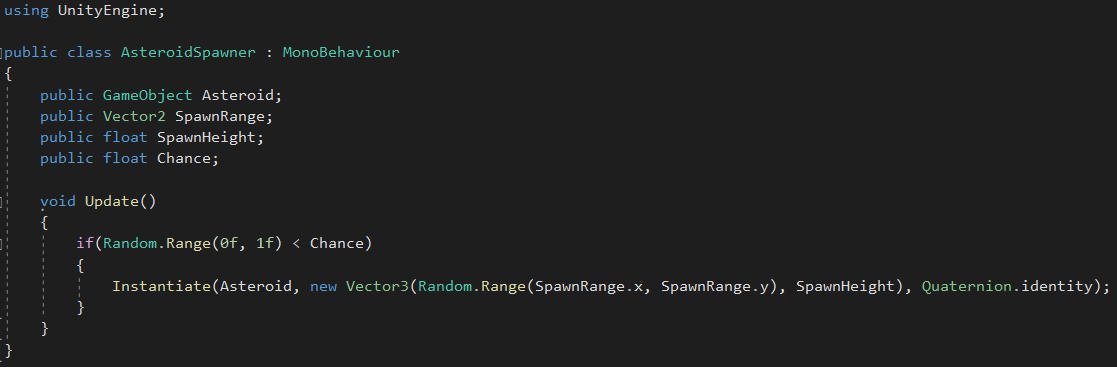 using UnityEngine;
public class AsteroidSpawner : MonoBehaviour
{
public GameObject Asteroid;
public Vector2 SpawnRange;
public float SpawnHeight;
public float Chance;
void Update()
{
if(Random.Range(0f, 1f) < Chance)
{
Instantiate(Asteroid, new Vector3(Random.Range(SpawnRange.x, SpawnRange.y), SpawnHeight), Quaternion.identity);
}
}
}